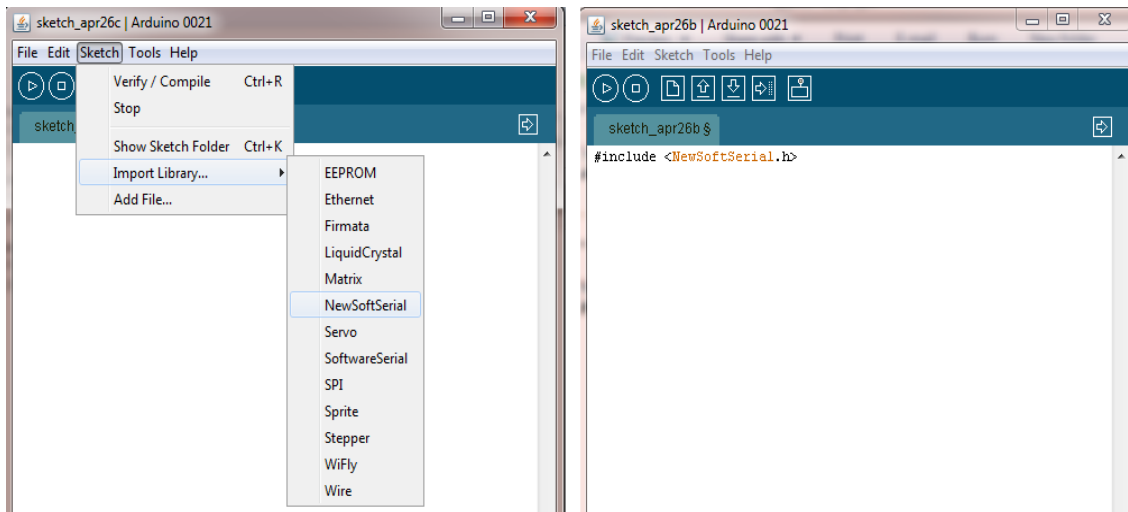 sketch_apr26c | Arduino 0021
File Edit Sketch Tools Help
Verify / Compile Ctrl+R
Stop
sketch_
Show Sketch Folder Ctrl+K
Import Library...
Add File...
EEPROM
Ethernet
Firmata
LiquidCrystal
Matrix
NewSoftSerial
Servo
SoftwareSerial
SPI
Sprite
Stepper
WiFly
Wire
sketch_apr26b | Arduino 0021
File Edit Sketch Tools Help
sketch_apr26b §
#include <NewSoftSerial.h>